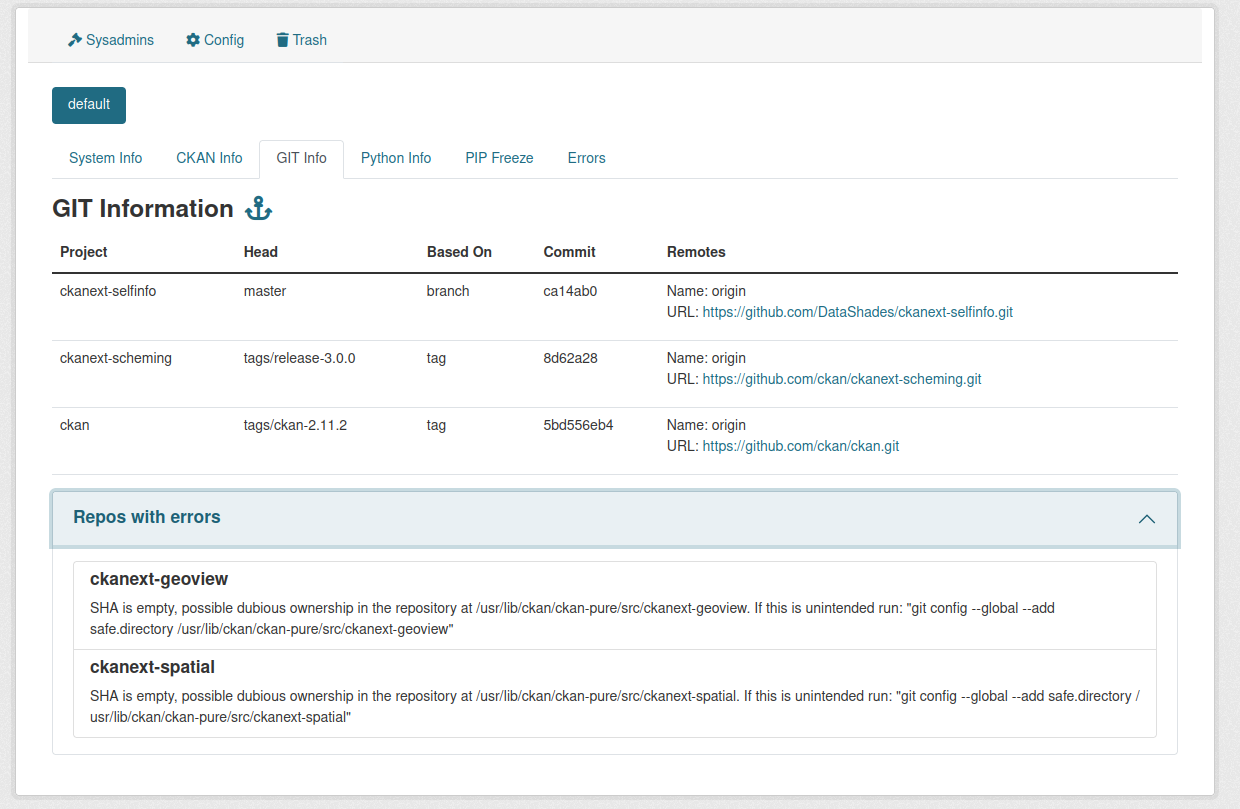 Sysadmins Config Trash
default
System Info CKAN Info GIT Info Python Info PIP Freeze Errors
GIT Information
Project Head Based On Commit Remotes
ckanext-selfinfo master branch ca14ab0 Name: origin
URL: https://github.com/DataShades/ckanext-selfinfo.git
ckanext-scheming tags/release-3.0.0 tag 8d62a28 Name: origin
URL: https://github.com/ckan/ckanext-scheming.git
ckan tags/ckan-2.11.2 tag 5bd556eb4 Name: origin
URL: https://github.com/ckan/ckan.git
Repos with errors
ckanext-geoview
SHA is empty, possible dubious ownership in the repository at /usr/lib/ckan/ckan-pure/src/ckanext-geoview. If this is unintended run: "git config --global --add
safe.directory /usr/lib/ckan/ckan-pure/src/ckanext-geoview"
ckanext-spatial
SHA is empty, possible dubious ownership in the repository at /usr/lib/ckan/ckan-pure/src/ckanext-spatial. If this is unintended run: "git config --global --add safe.directory /
usr/lib/ckan/ckan-pure/src/ckanext-spatial"